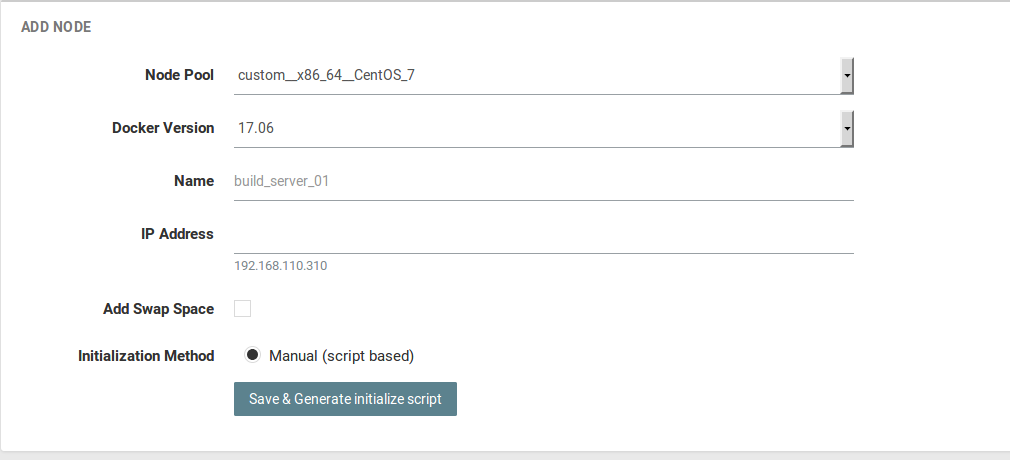 ADD NODE
Node Pool custom__x86_64__CentOS_7
Docker Version 17.06
Name build_server_01
IP Address
192.168.110.310
Add Swap Space
Initialization Method Manual (script based)
Save & Generate initialize script